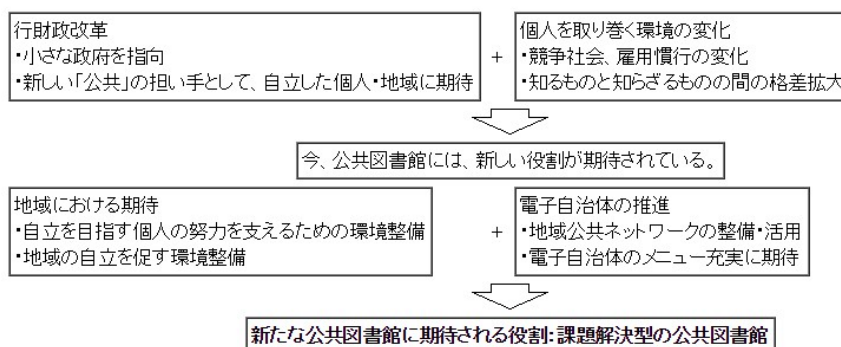 行財政改革
・小さな政府を指向
・新しい「公共」の担い手として、自立した個人・地域に期待
+
個人を取り巻く環境の変化
・競争社会、雇用慣行の変化
・知るものと知らざるものの間の格差拡大
今、公共図書館には、新しい役割が期待されている。
地域における期待
・自立を目指す個人の努力を支えるための環境整備
・地域の自立を促す環境整備
+
電子自治体の推進
・地域公共ネットワークの整備・活用
・電子自治体のメニュー充実に期待
新たな公共図書館に期待される役割:課題解決型の公共図書館